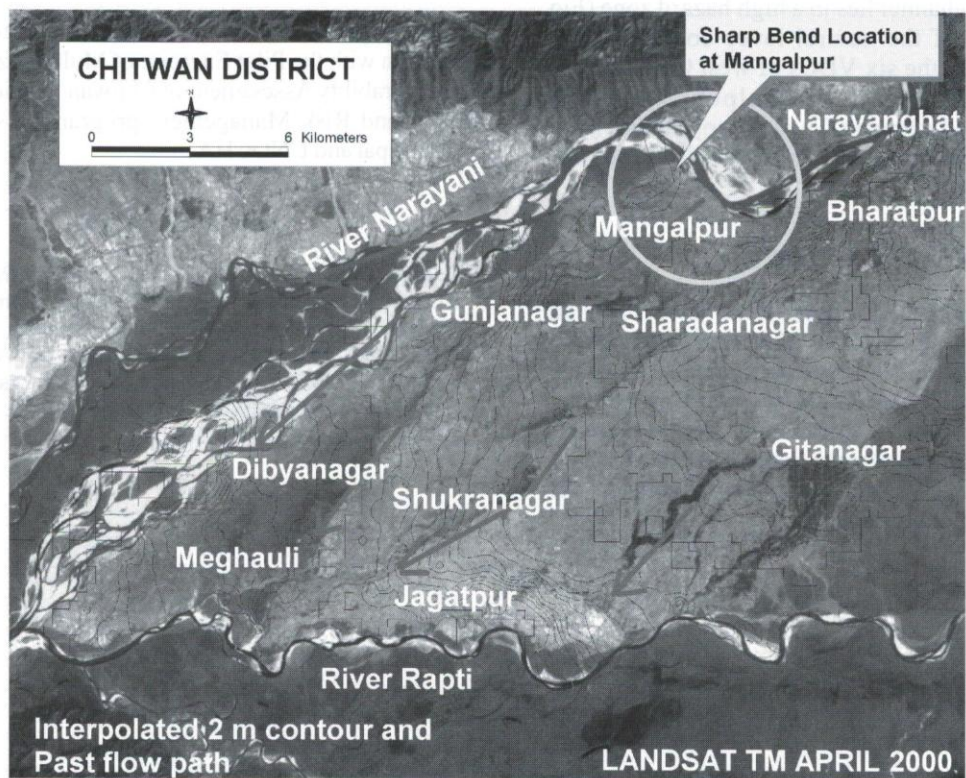 CHITWAN DISTRICT
N
0 3 6 Kilometers
Sharp Bend Location
at Mangalpur
Narayanghat
River Narayani
Mangalpur
Bharatpur
Gunjanagar
Sharadanagar
Dibyanagar
Gitanagar
Shukranagar
Meghauli
Jagatpur
River Rapti
Interpolated 2 m contour and
Past flow path
LANDSAT TM APRIL 2000